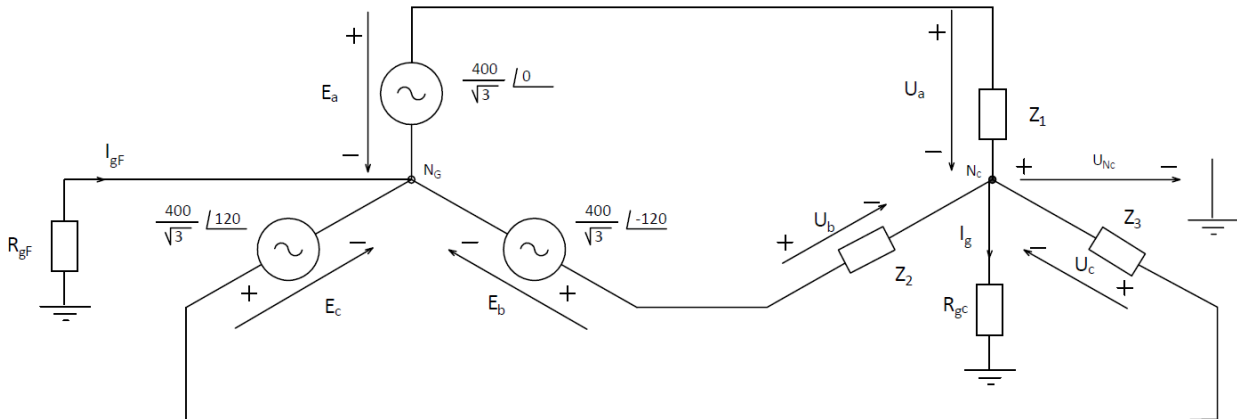 +
400
√3 ∠0
E_a
−
+
U_a
−
Z_1
I_gF
N_G
N_c
+ U_Nc −
R_gF
400
√3 ∠120
−
+
E_c
400
√3 ∠-120
−
+
E_b
U_b
−
+
Z_2
I_g
R_gc
Z_3
−
U_c
+